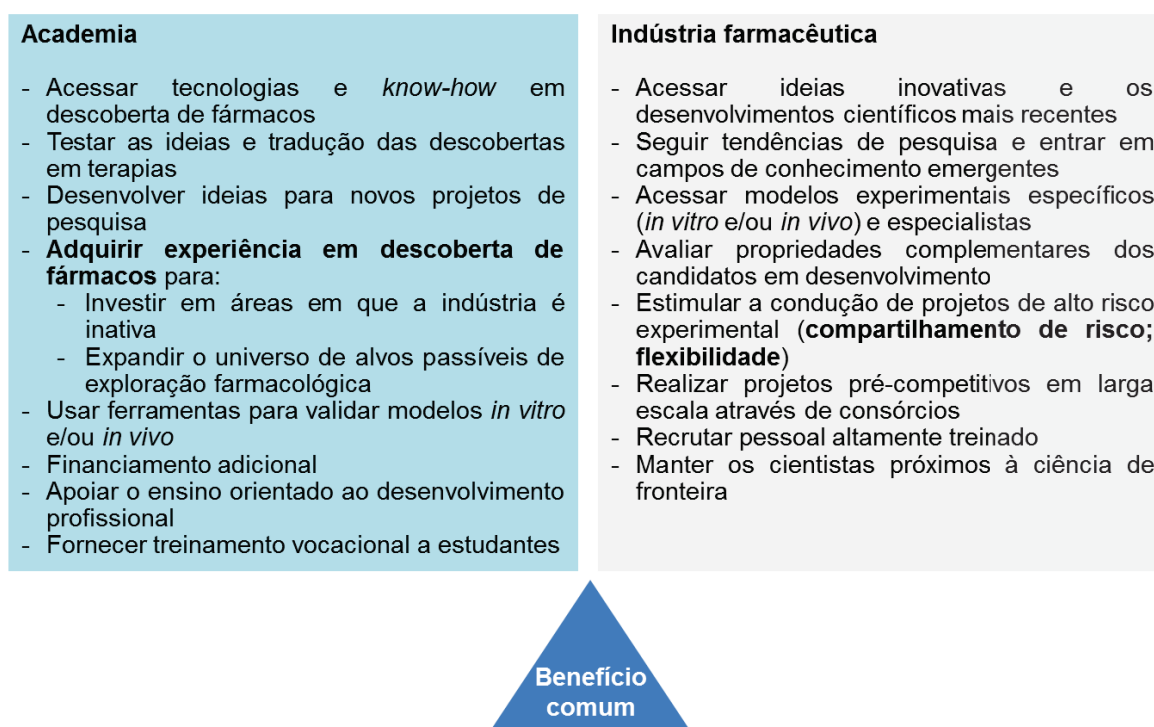 Academia
- Acessar tecnologias e know-how em
descoberta de fármacos
- Testar as ideias e tradução das descobertas
em terapias
- Desenvolver ideias para novos projetos de
pesquisa
- Adquirir experiência em descoberta de
fármacos para:
- Investir em áreas em que a indústria é
inativa
- Expandir o universo de alvos passíveis de
exploração farmacológica
- Usar ferramentas para validar modelos in vitro
e/ou in vivo
- Financiamento adicional
- Apoiar o ensino orientado ao desenvolvimento
profissional
- Fornecer treinamento vocacional a estudantes
Indústria farmacêutica
- Acessar ideias inovativas e os
desenvolvimentos científicos mais recentes
- Seguir tendências de pesquisa e entrar em
campos de conhecimento emergentes
- Acessar modelos experimentais específicos
(in vitro e/ou in vivo) e especialistas
- Avaliar propriedades complementares dos
candidatos em desenvolvimento
- Estimular a condução de projetos de alto risco
experimental (compartilhamento de risco;
flexibilidade)
- Realizar projetos pré-competitivos em larga
escala através de consórcios
- Recrutar pessoal altamente treinado
- Manter os cientistas próximos à ciência de
fronteira
Benefício
comum